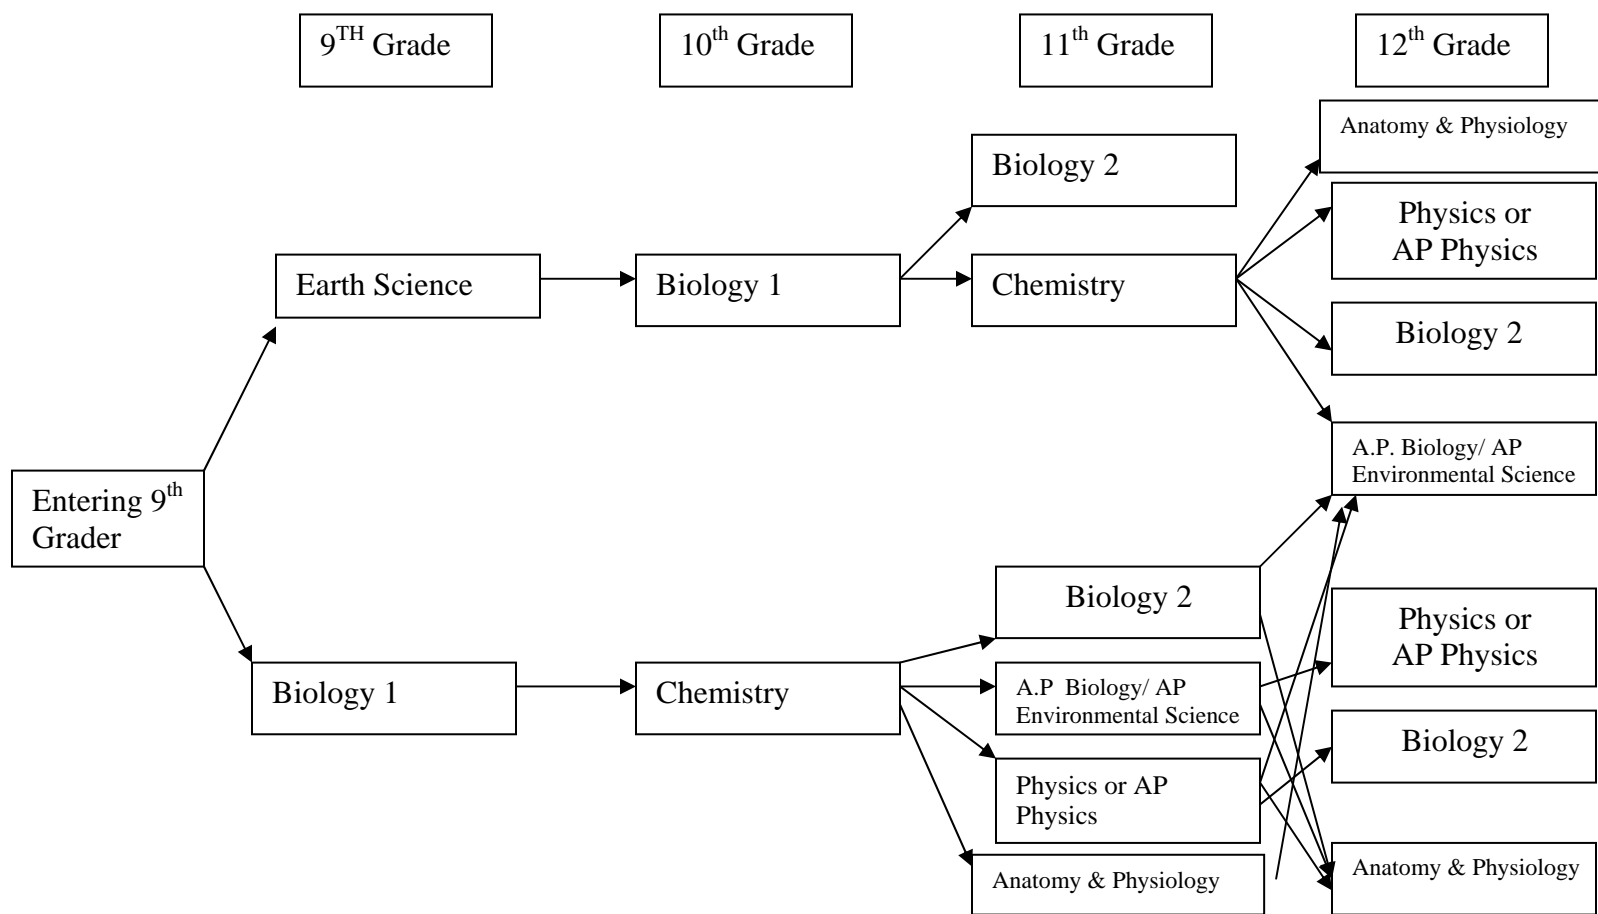 9TH Grade
10th Grade
11th Grade
12th Grade
Anatomy & Physiology
Biology 2
Physics or
AP Physics
Earth Science
Biology 1
Chemistry
Biology 2
A.P. Biology/ AP
Environmental Science
Entering 9th
Grader
Biology 2
Physics or
AP Physics
Biology 1
Chemistry
A.P  Biology/ AP
Environmental Science
Biology 2
Physics or AP
Physics
Anatomy & Physiology
Anatomy & Physiology